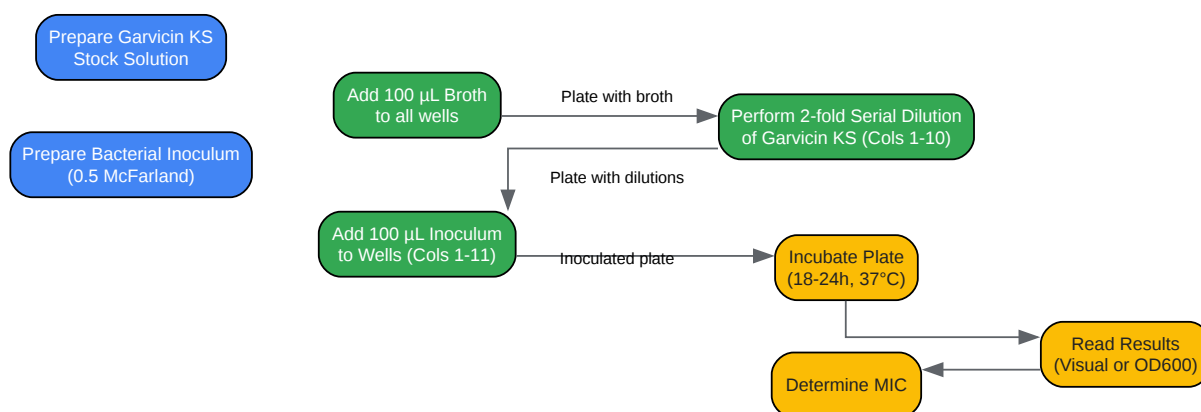 Prepare Garvicin KS
Stock Solution
Prepare Bacterial Inoculum
(0.5 McFarland)
Add 100 µL Broth
to all wells
Plate with broth
Perform 2-fold Serial Dilution
of Garvicin KS (Cols 1-10)
Plate with dilutions
Add 100 µL Inoculum
to Wells (Cols 1-11)
Inoculated plate
Incubate Plate
(18-24h, 37°C)
Read Results
(Visual or OD600)
Determine MIC